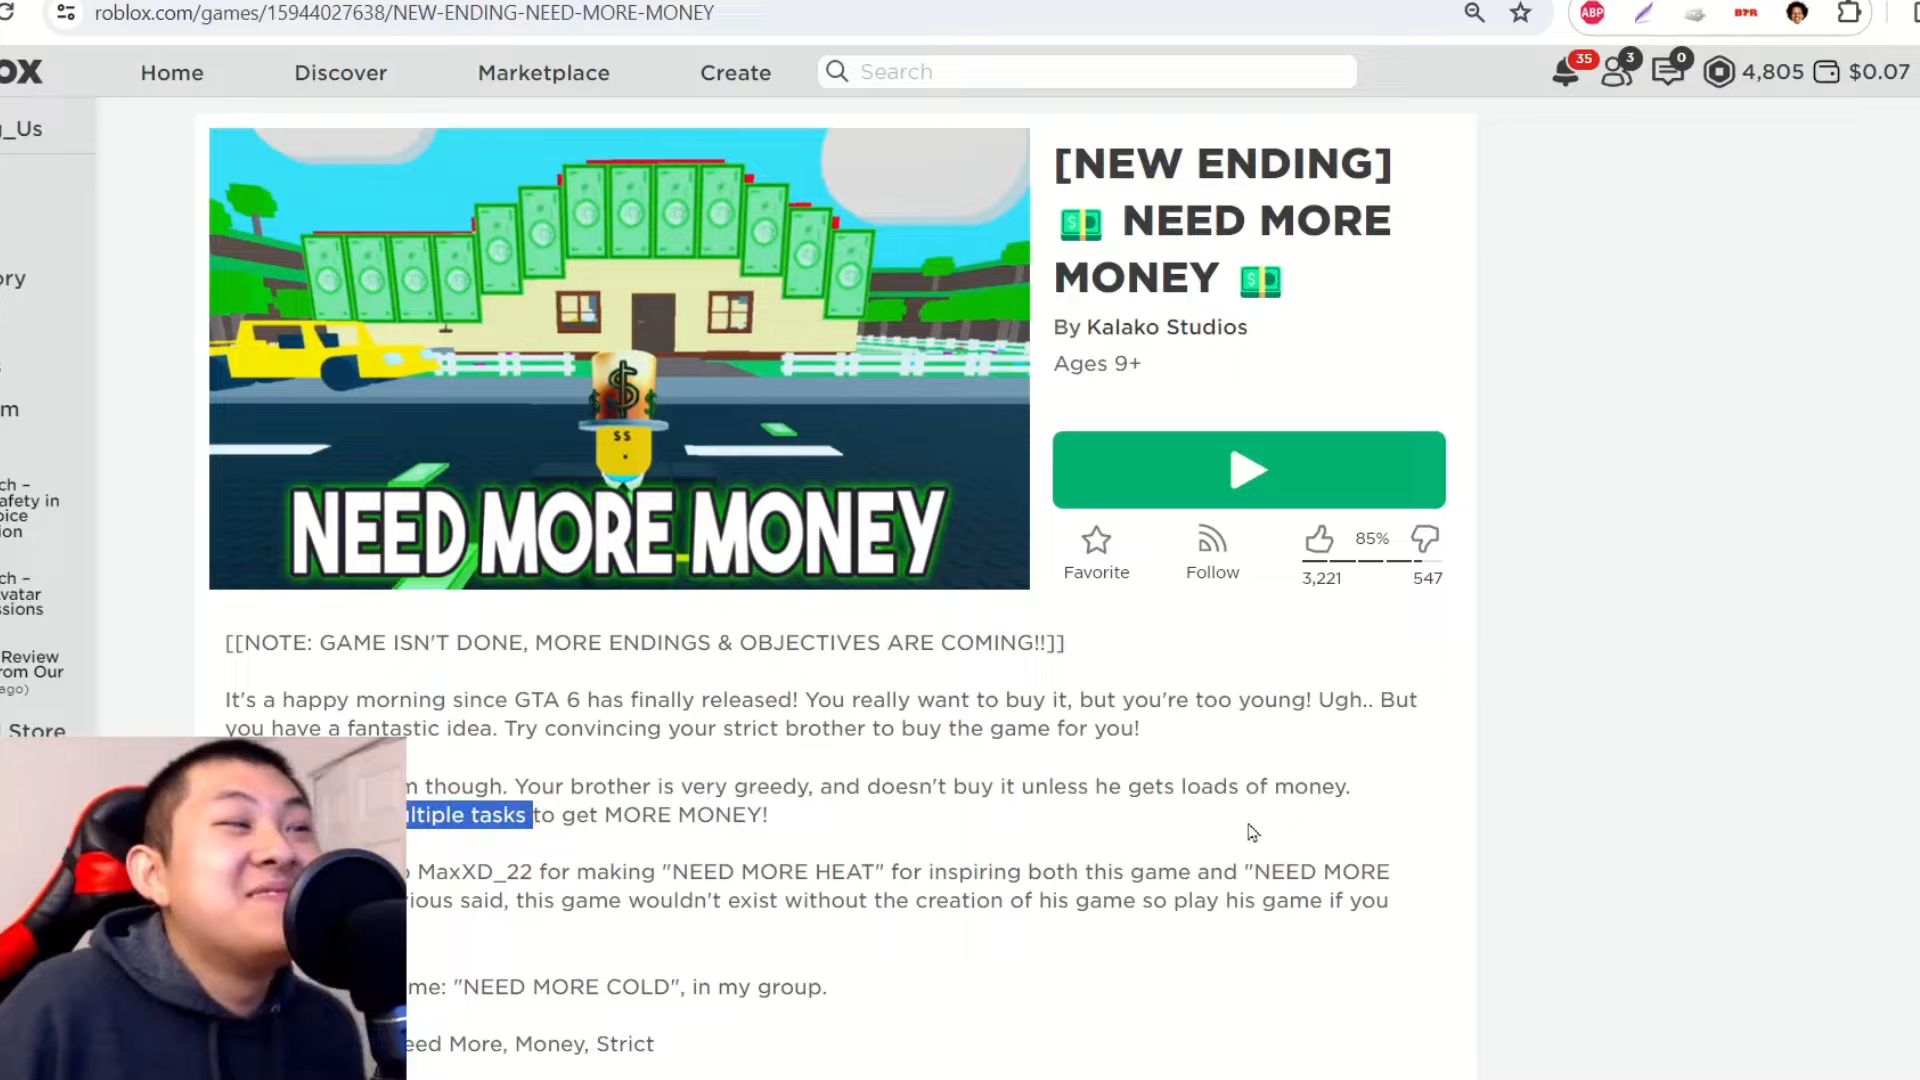 roblox.com/games/15944027638/NEW-ENDING-NEED-MORE-MONEY
ABP
BTR
OX
Home
Discover
Marketplace
Create
Search
35
3
0
4,805
$0.07
_Us
ory
m
ch –
afety in
oice
ion
ch –
vatar
ssions
Review
rom Our
ago)
Store
$
$$
NEED MORE MONEY
[NEW ENDING]
NEED MORE
MONEY
By Kalako Studios
Ages 9+
Favorite
Follow
85%
3,221
547
[[NOTE: GAME ISN'T DONE, MORE ENDINGS & OBJECTIVES ARE COMING!!]]
It's a happy morning since GTA 6 has finally released! You really want to buy it, but you're too young! Ugh.. But
you have a fantastic idea. Try convincing your strict brother to buy the game for you!
m though. Your brother is very greedy, and doesn't buy it unless he gets loads of money.
ltiple tasks to get MORE MONEY!
MaxXD_22 for making "NEED MORE HEAT" for inspiring both this game and "NEED MORE
ious said, this game wouldn't exist without the creation of his game so play his game if you
me: "NEED MORE COLD", in my group.
eed More, Money, Strict